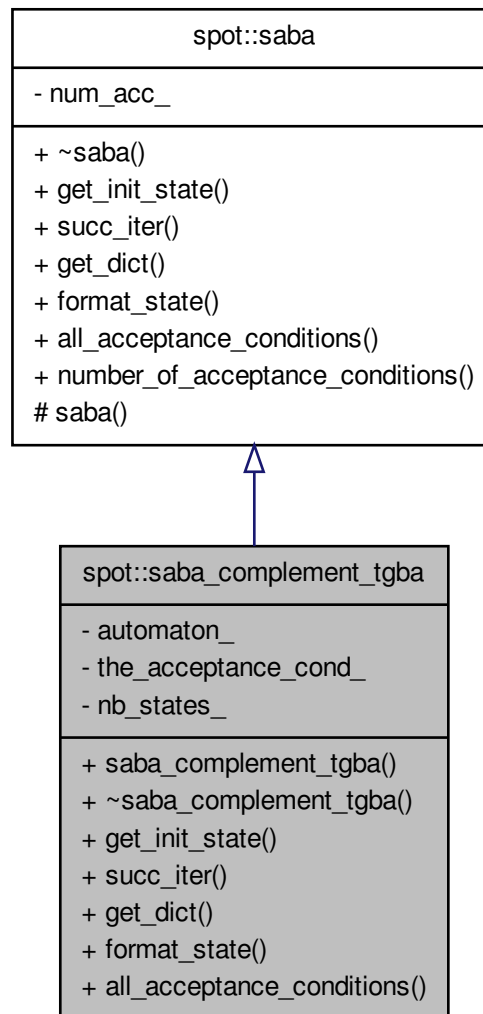 spot::saba
- num_acc_
+ ~saba()
+ get_init_state()
+ succ_iter()
+ get_dict()
+ format_state()
+ all_acceptance_conditions()
+ number_of_acceptance_conditions()
# saba()
spot::saba_complement_tgba
- automaton_
- the_acceptance_cond_
- nb_states_
+ saba_complement_tgba()
+ ~saba_complement_tgba()
+ get_init_state()
+ succ_iter()
+ get_dict()
+ format_state()
+ all_acceptance_conditions()